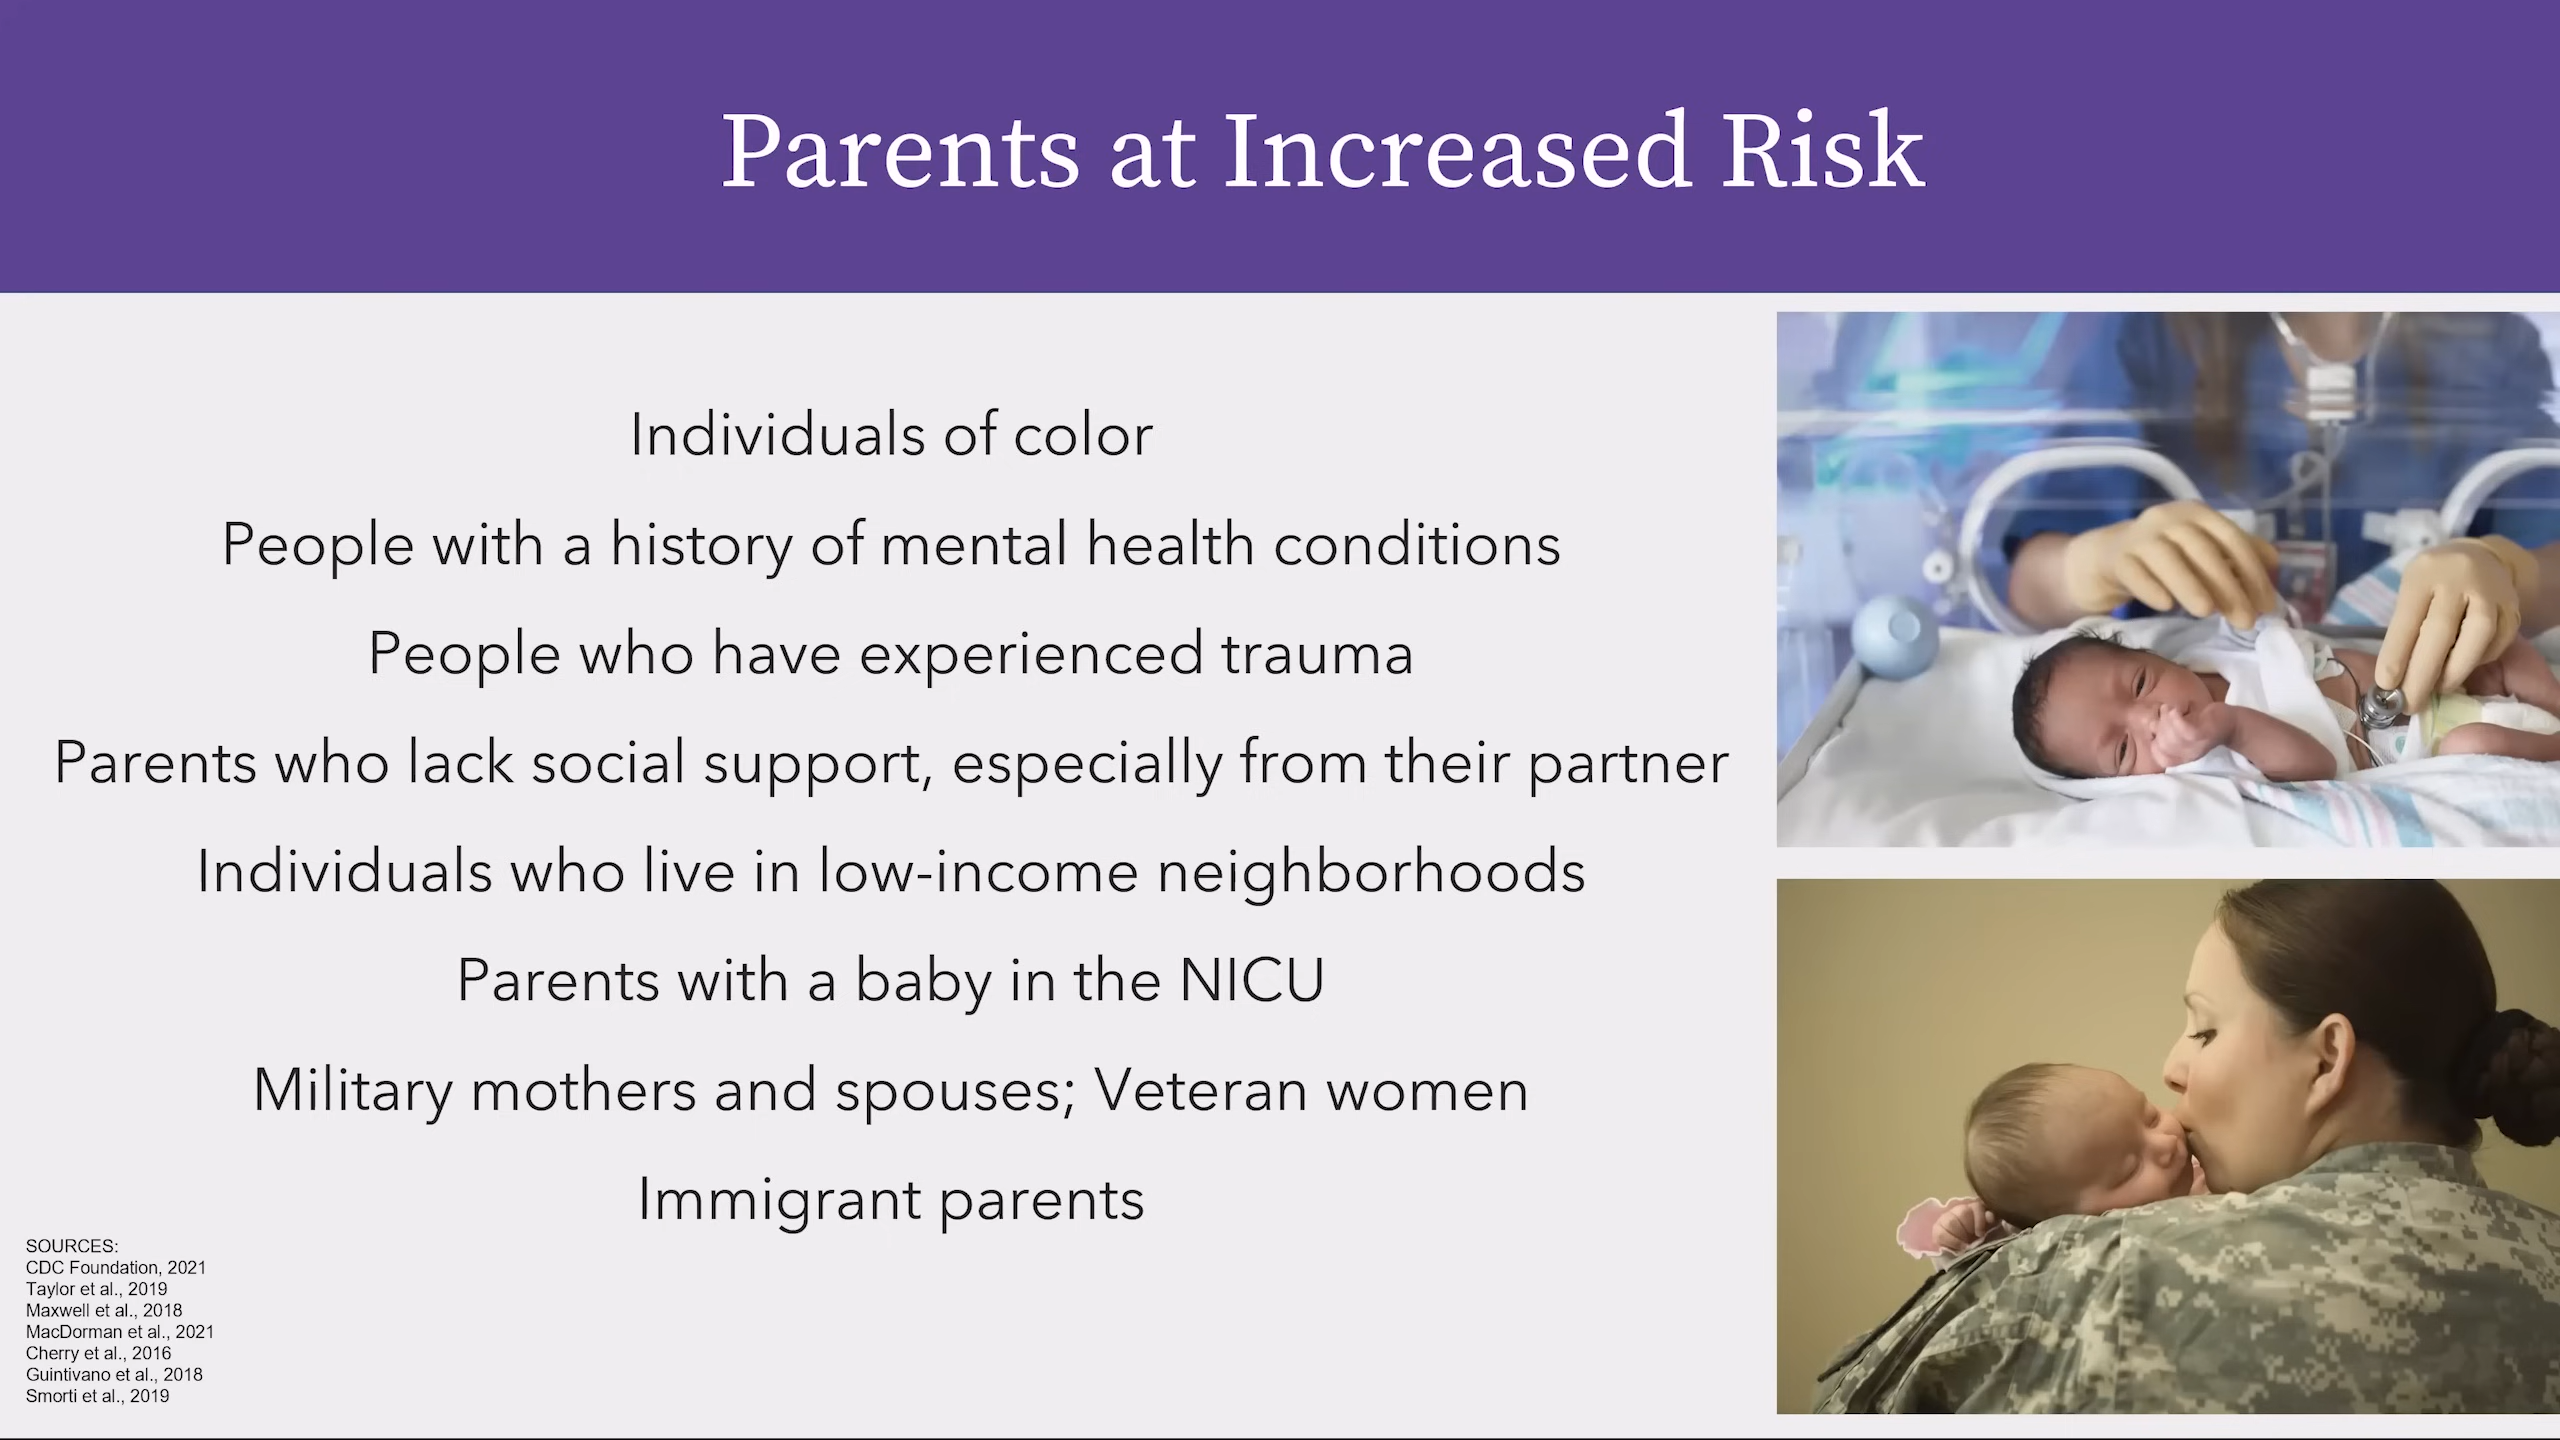 Parents at Increased Risk
Individuals of color
People with a history of mental health conditions
People who have experienced trauma
Parents who lack social support, especially from their partner
Individuals who live in low-income neighborhoods
Parents with a baby in the NICU
Military mothers and spouses; Veteran women
Immigrant parents
SOURCES:
CDC Foundation, 2021
Taylor et al., 2019
Maxwell et al., 2018
MacDorman et al., 2021
Cherry et al., 2016
Guintivano et al., 2018
Smorti et al., 2019